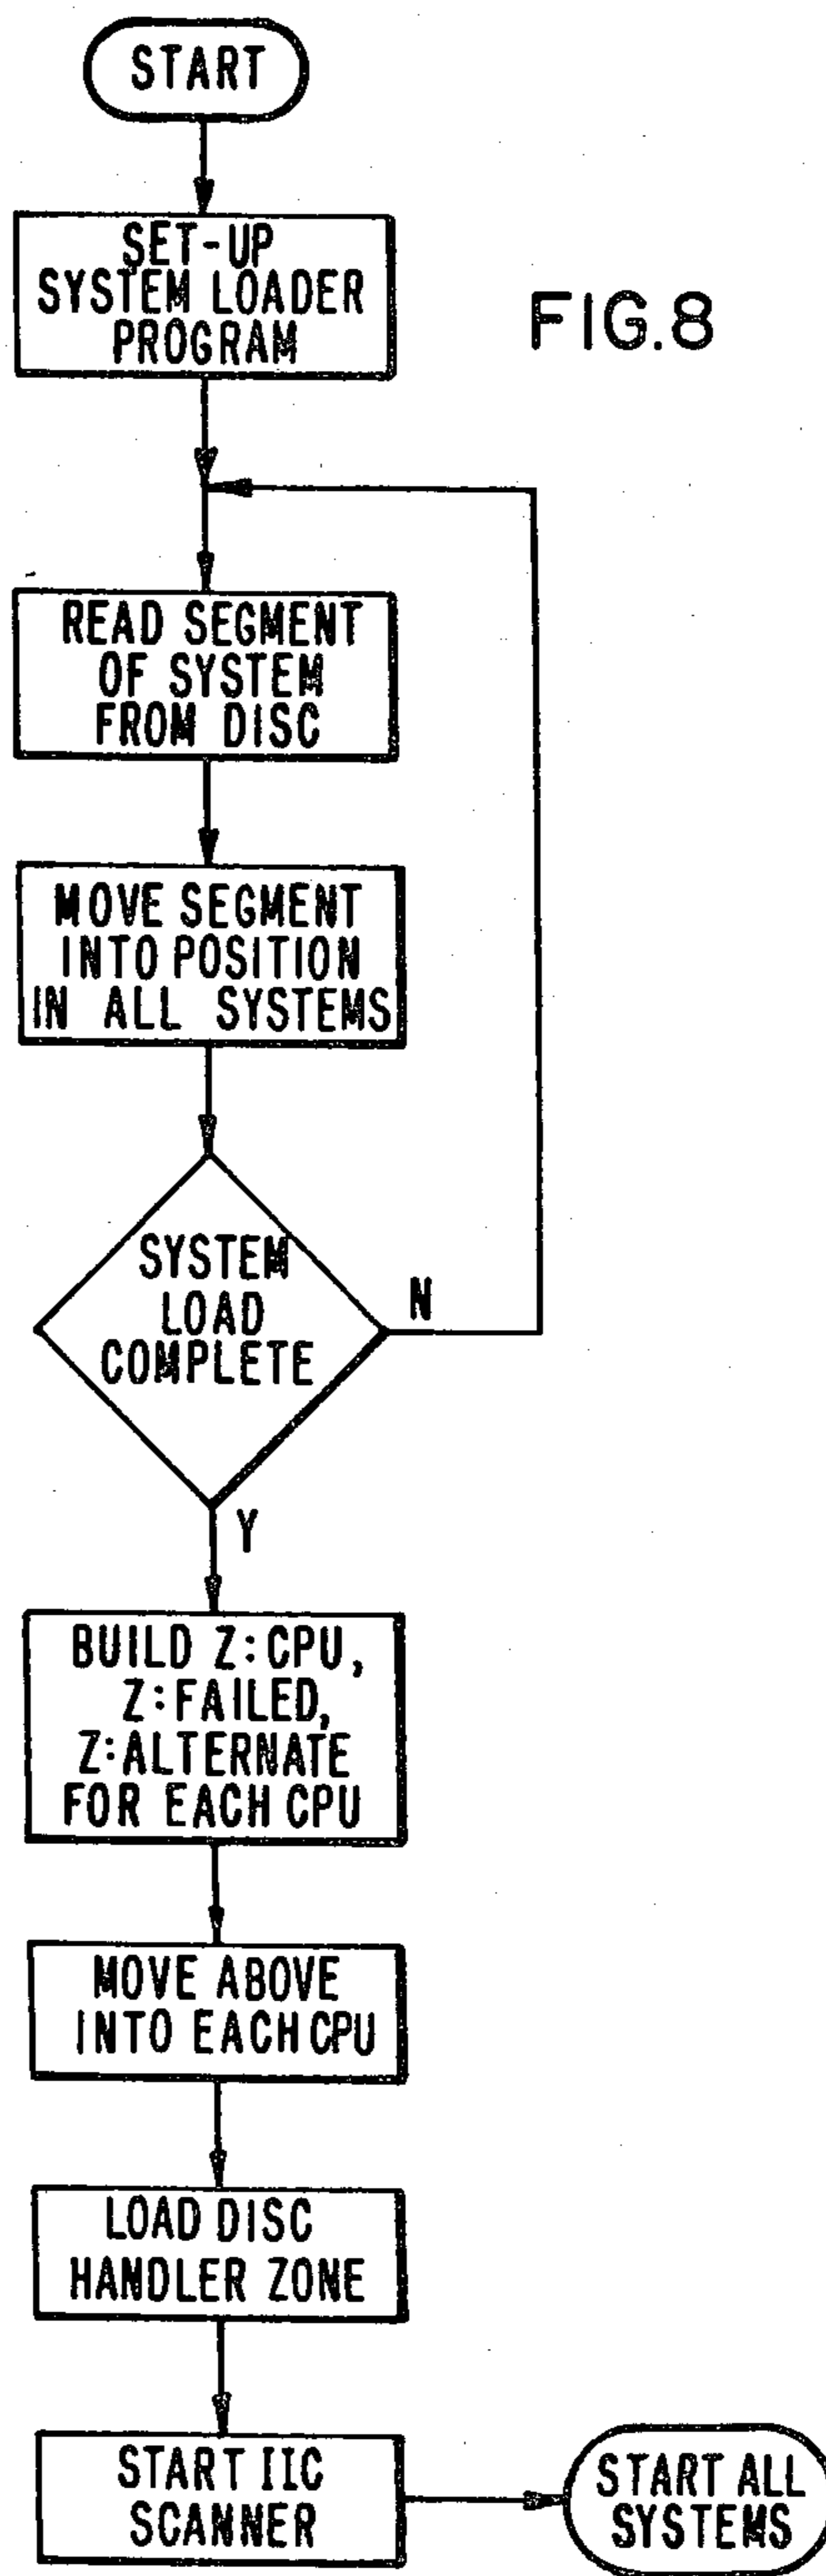 START
SET-UP
SYSTEM LOADER
PROGRAM
FIG.8
READ SEGMENT
OF SYSTEM
FROM DISC
MOVE SEGMENT
INTO POSITION
IN ALL SYSTEMS
SYSTEM
LOAD
COMPLETE
N
Y
BUILD Z:CPU,
Z:FAILED,
Z:ALTERNATE
FOR EACH CPU
MOVE ABOVE
INTO EACH CPU
LOAD DISC
HANDLER ZONE
START IIC
SCANNER
START ALL
SYSTEMS